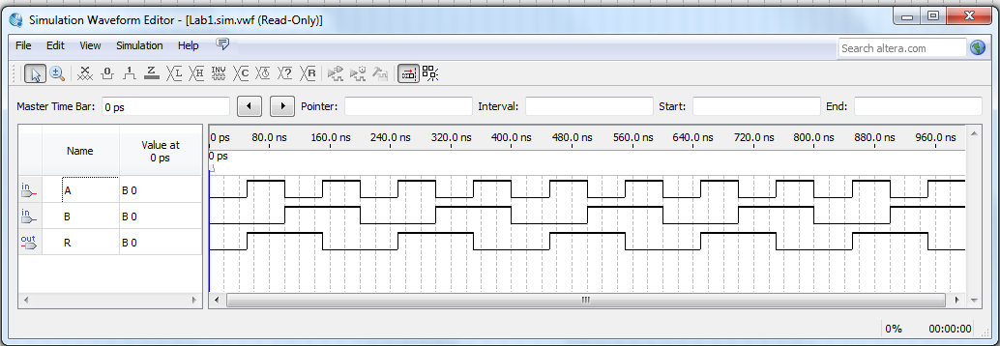 Simulation Waveform Editor - [Lab1.sim.vwf (Read-Only)]
File Edit View Simulation Help Search altera.com
0 1 Z L H INV C ? R
Master Time Bar: 0 ps Pointer: Interval: Start: End:
Name Value at 0 ps
0 ps 80.0 ns 160.0 ns 240.0 ns 320.0 ns 400.0 ns 480.0 ns 560.0 ns 640.0 ns 720.0 ns 800.0 ns 880.0 ns 960.0 ns
0 ps
in A B 0
in B B 0
out R B 0
0% 00:00:00